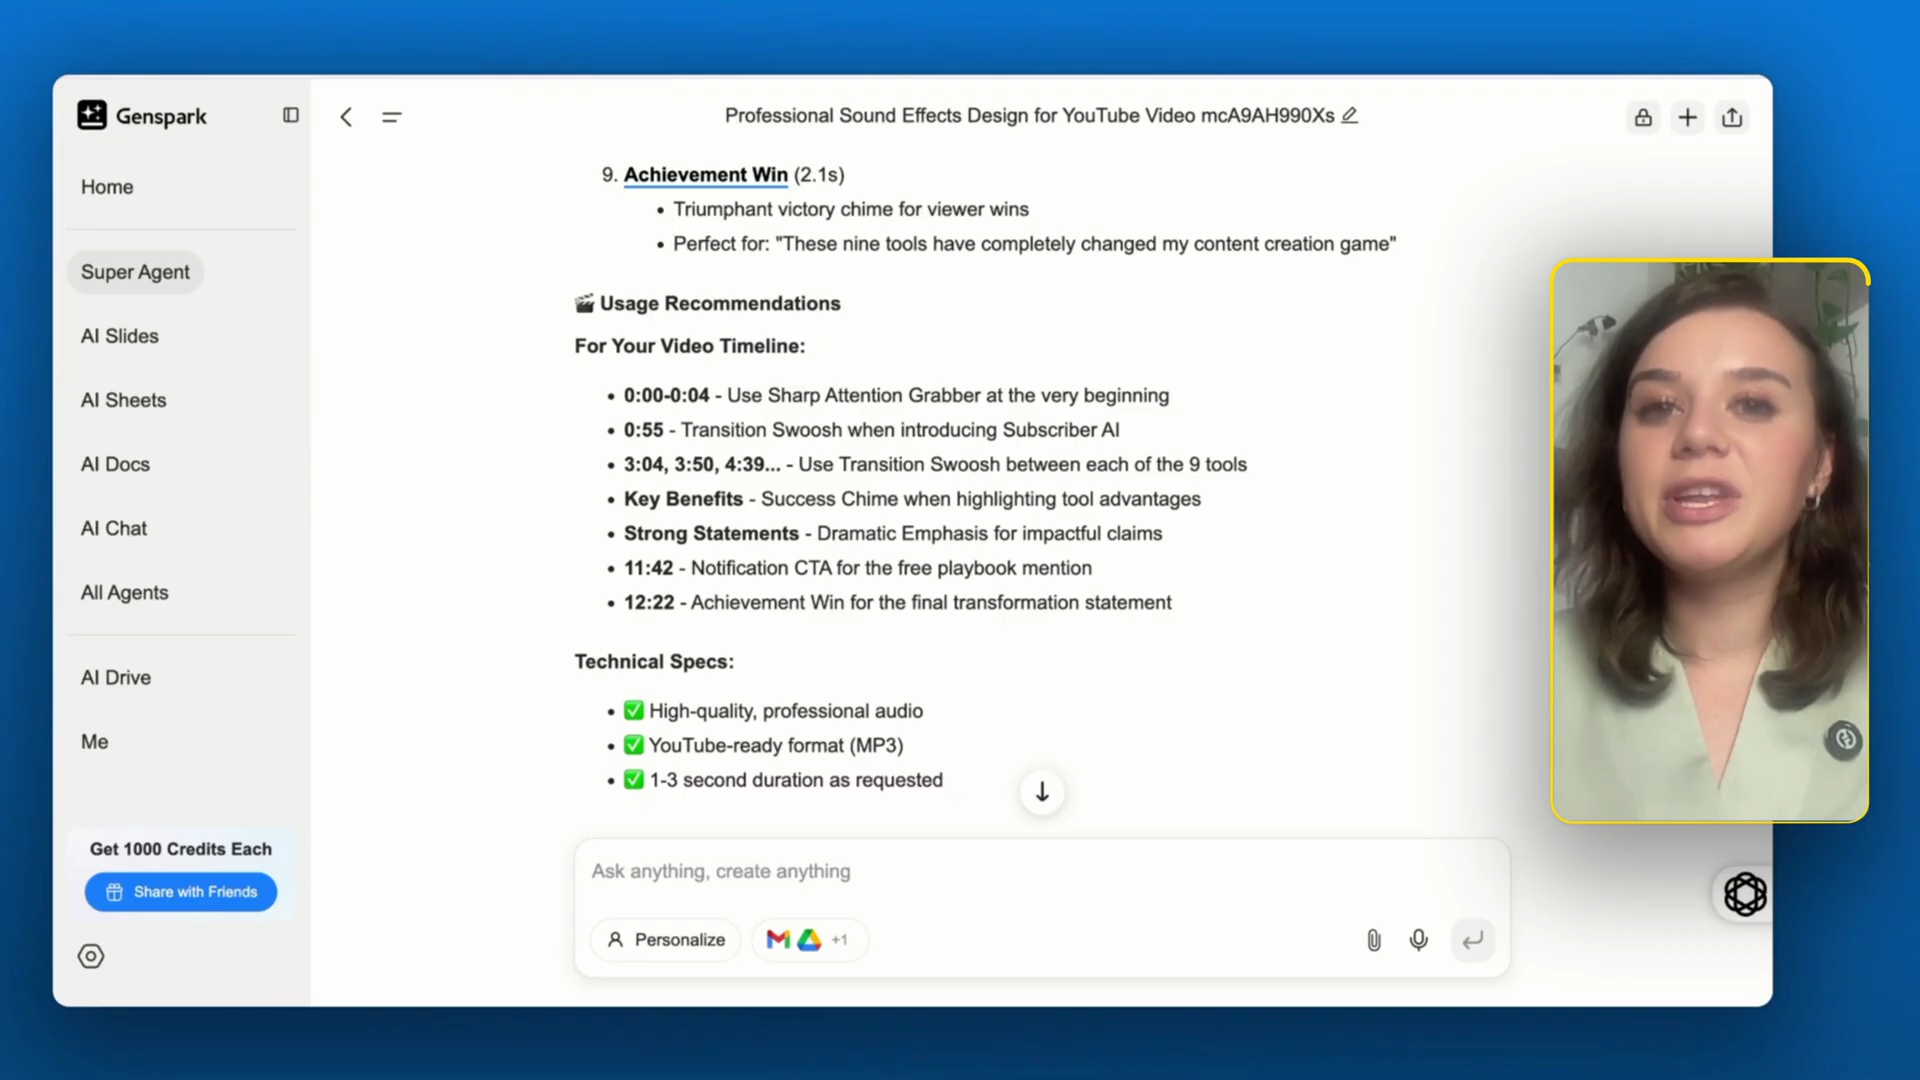 Genspark
Professional Sound Effects Design for YouTube Video mcA9AH990Xs
Home
Super Agent
AI Slides
AI Sheets
AI Docs
AI Chat
All Agents
AI Drive
Me
Get 1000 Credits Each
Share with Friends
9. Achievement Win (2.1s)
• Triumphant victory chime for viewer wins
• Perfect for: "These nine tools have completely changed my content creation game"
🎬 Usage Recommendations
For Your Video Timeline:
• 0:00-0:04 - Use Sharp Attention Grabber at the very beginning
• 0:55 - Transition Swoosh when introducing Subscriber AI
• 3:04, 3:50, 4:39... - Use Transition Swoosh between each of the 9 tools
• Key Benefits - Success Chime when highlighting tool advantages
• Strong Statements - Dramatic Emphasis for impactful claims
• 11:42 - Notification CTA for the free playbook mention
• 12:22 - Achievement Win for the final transformation statement
Technical Specs:
• ✅ High-quality, professional audio
• ✅ YouTube-ready format (MP3)
• ✅ 1-3 second duration as requested
Ask anything, create anything
Personalize
+1